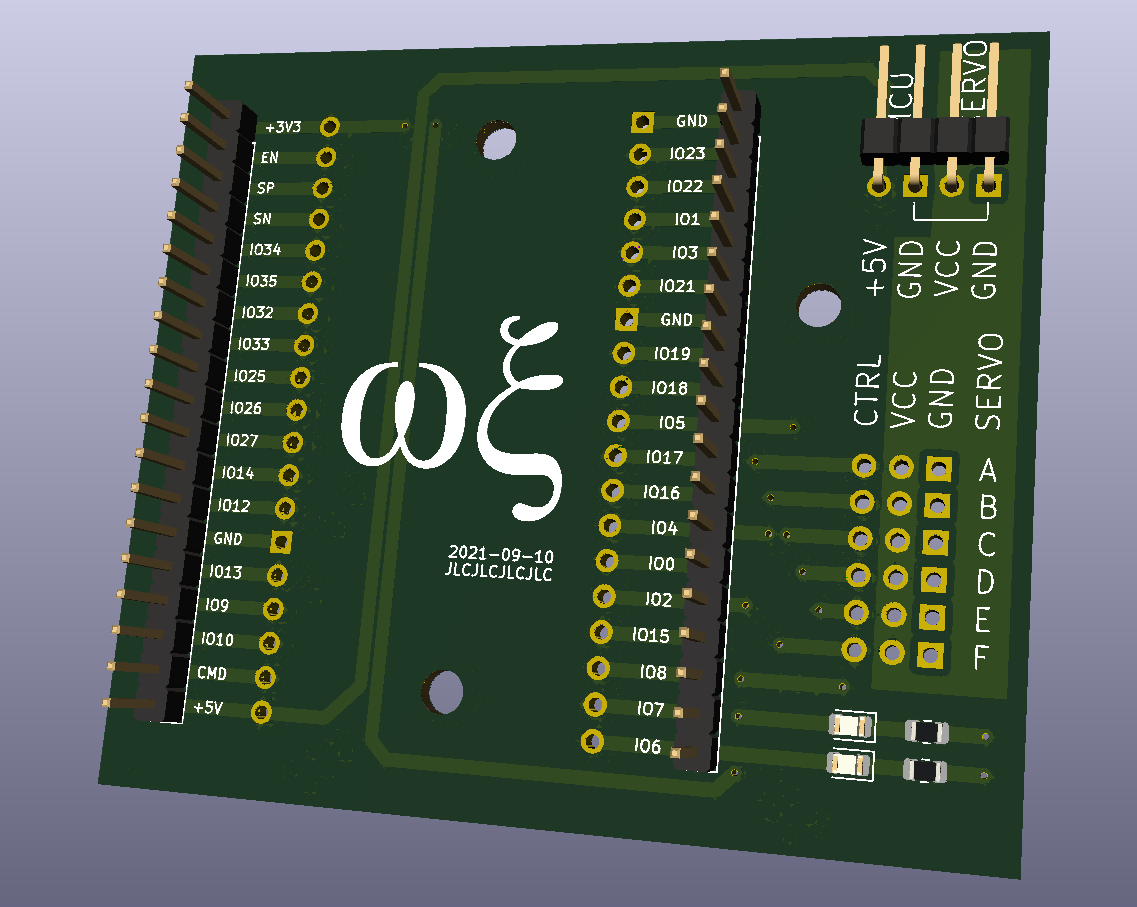 +3V3
EN
SP
SN
IO34
IO35
IO32
IO33
IO25
IO26
IO27
IO14
IO12
GND
IO13
IO9
IO10
CMD
+5V
ωξ
2021-09-10
JLCJLCJLCJLC
GND
IO23
IO22
IO1
IO3
IO21
GND
IO19
IO18
IO5
IO17
IO16
IO4
IO0
IO2
IO15
IO8
IO7
IO6
+5V
GND
VCC
GND
CTRL
VCC
GND
SERVO
A
B
C
D
E
F